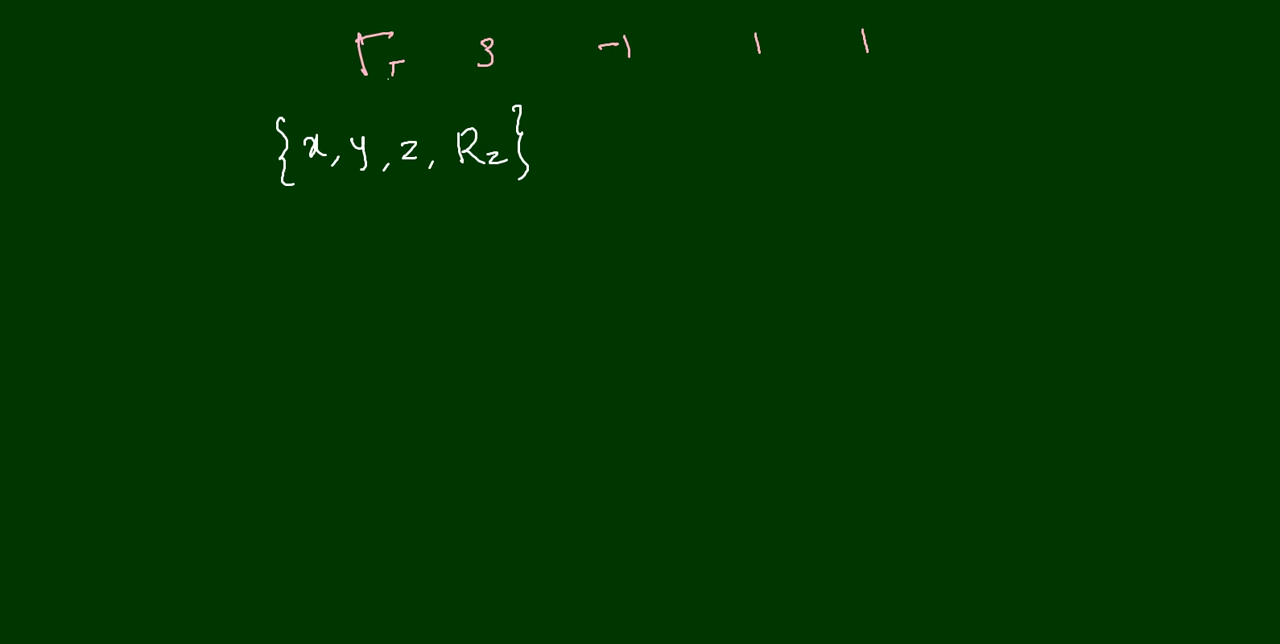 Γ_T 3 -1 1 1
{x, y, z, R_z}